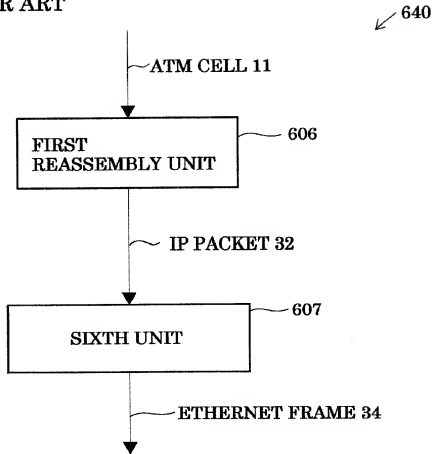 R ART
640
ATM CELL 11
FIRST
REASSEMBLY UNIT
606
IP PACKET 32
607
SIXTH UNIT
ETHERNET FRAME 34